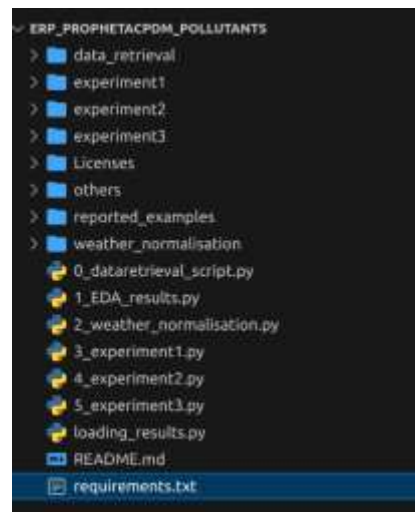 ERP_PROPHETACPDM_POLLUTANTS
data_retrieval
experiment1
experiment2
experiment3
Licenses
others
reported_examples
weather_normalisation
0_dataretrieval_script.py
1_EDA_results.py
2_weather_normalisation.py
3_experiment1.py
4_experiment2.py
5_experiment3.py
loading_results.py
README.md
requirements.txt